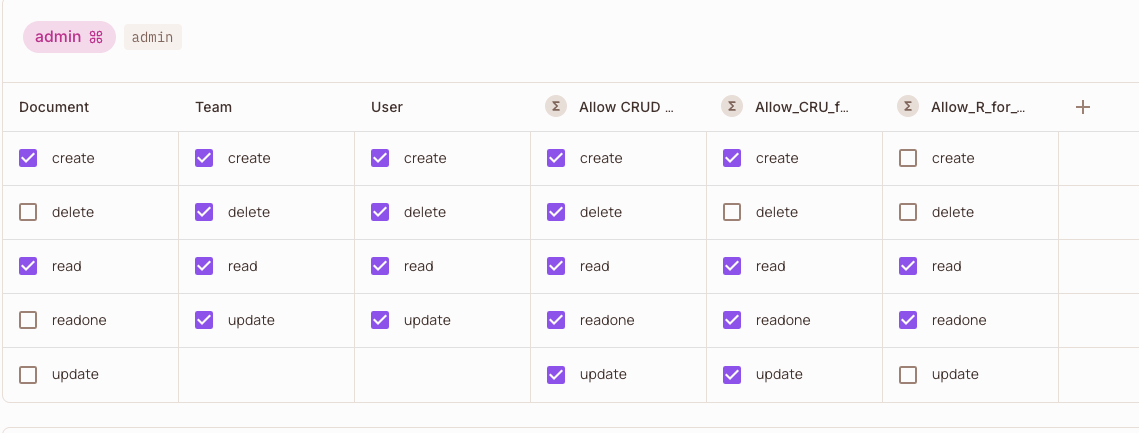 admin admin
Document Team User Σ Allow CRUD ... Σ Allow_CRU_f... Σ Allow_R_for_...
create create create create create create
delete delete delete delete delete delete
read read read read read read
readone update update readone readone readone
update update update update